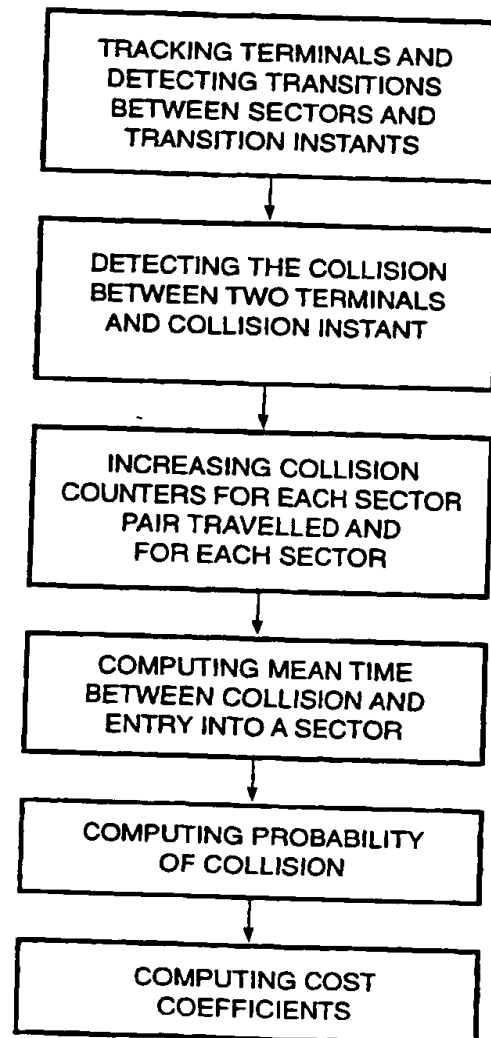 TRACKING TERMINALS AND
DETECTING TRANSITIONS
BETWEEN SECTORS AND
TRANSITION INSTANTS
DETECTING THE COLLISION
BETWEEN TWO TERMINALS
AND COLLISION INSTANT
INCREASING COLLISION
COUNTERS FOR EACH SECTOR
PAIR TRAVELLED AND
FOR EACH SECTOR
COMPUTING MEAN TIME
BETWEEN COLLISION AND
ENTRY INTO A SECTOR
COMPUTING PROBABILITY
OF COLLISION
COMPUTING COST
COEFFICIENTS